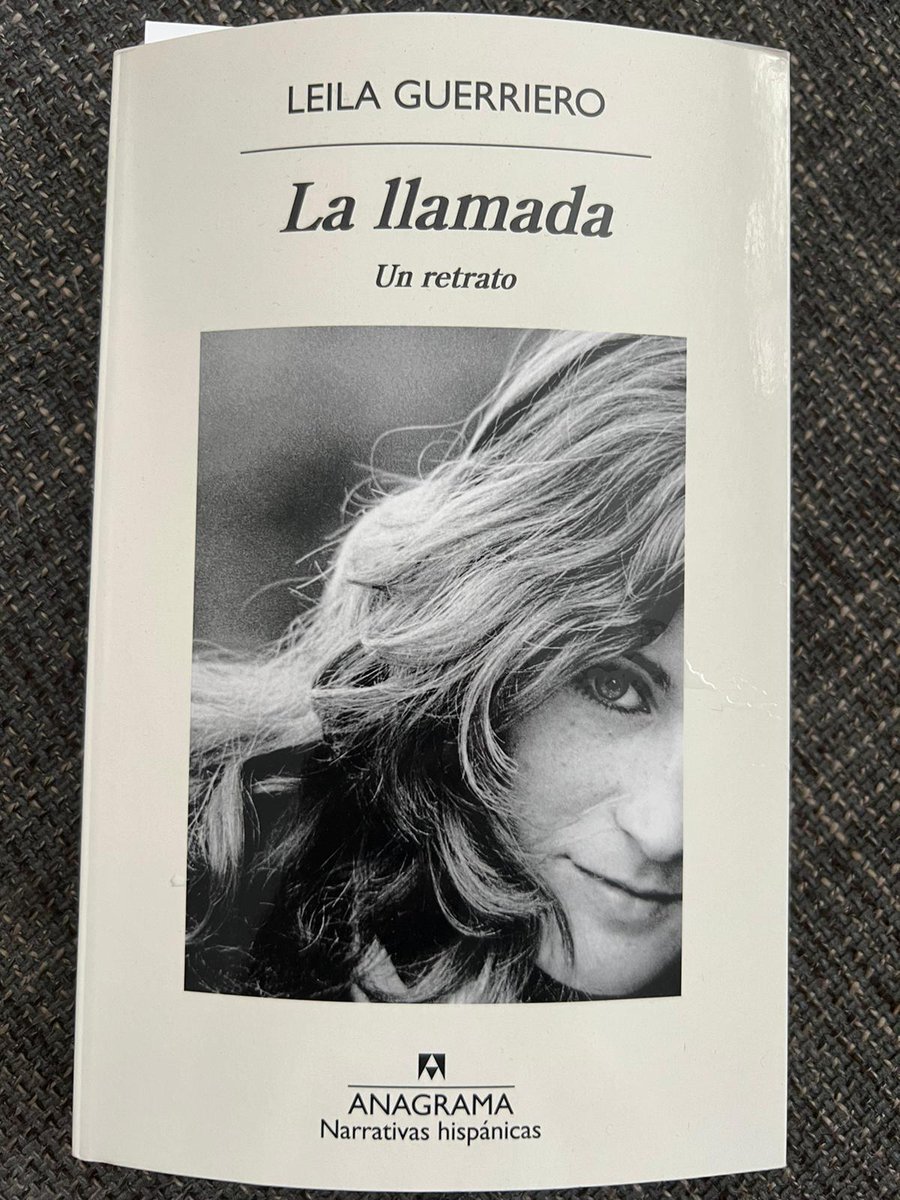 LEILA GUERRIERO
La llamada
Un retrato
ANAGRAMA
Narrativas hispánicas